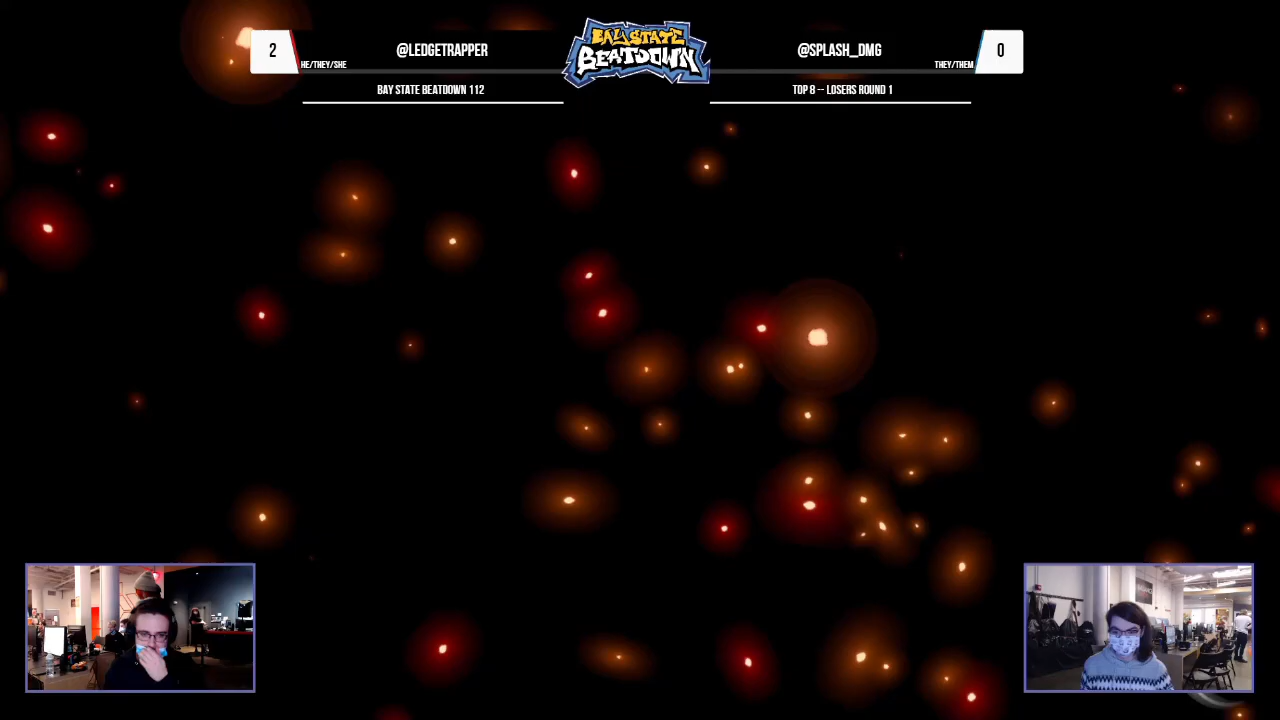 2
@LEDGETRAPPER
HE/THEY/SHE
BAY STATE
BEATDOWN
@SPLASH_DMG
THEY/THEM
0
BAY STATE BEATDOWN 112
TOP 8 -- LOSERS ROUND 1